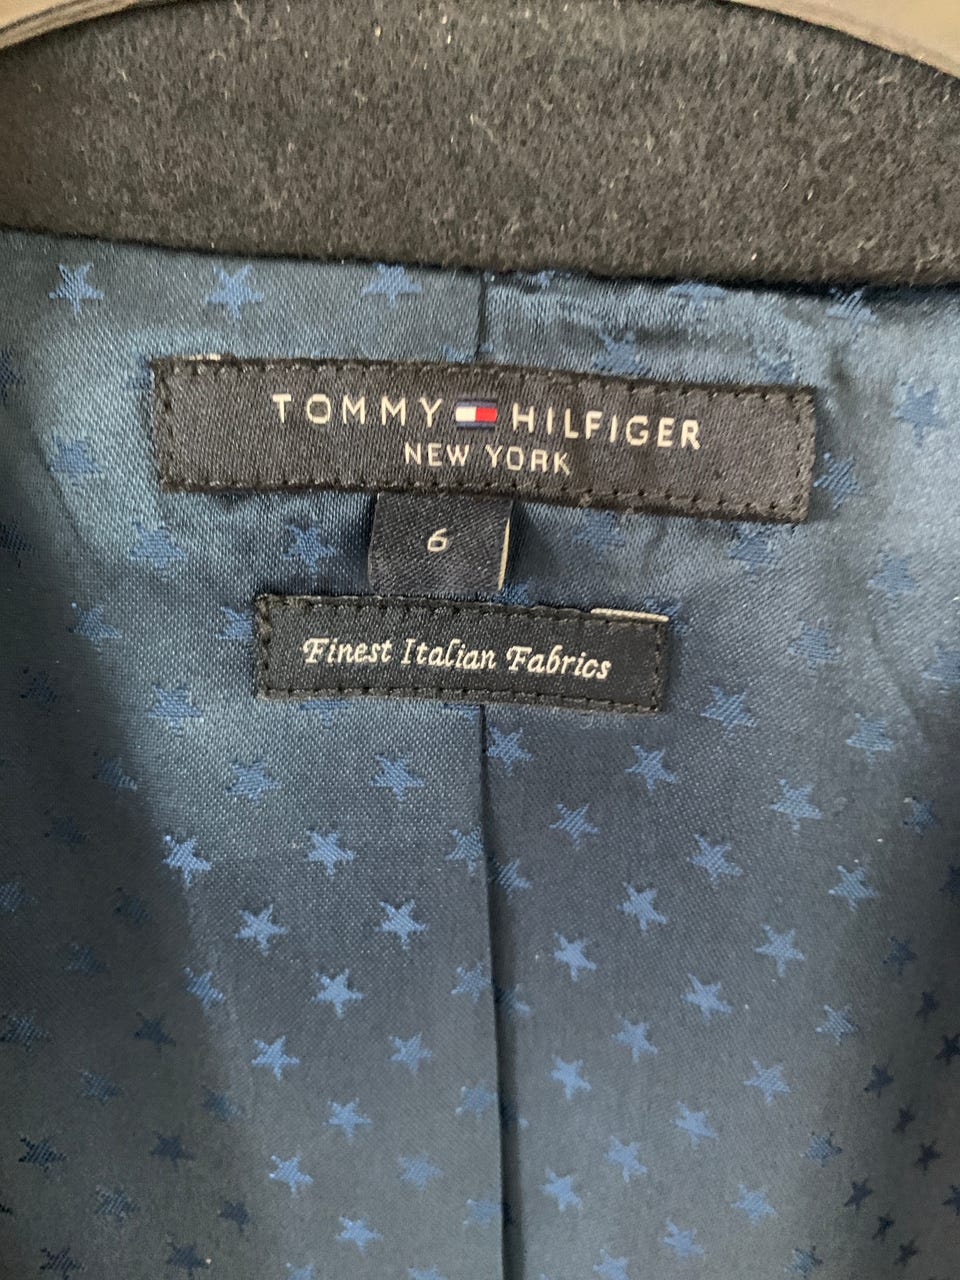 TOMMY HILFIGER
NEW YORK
6
Finest Italian Fabrics